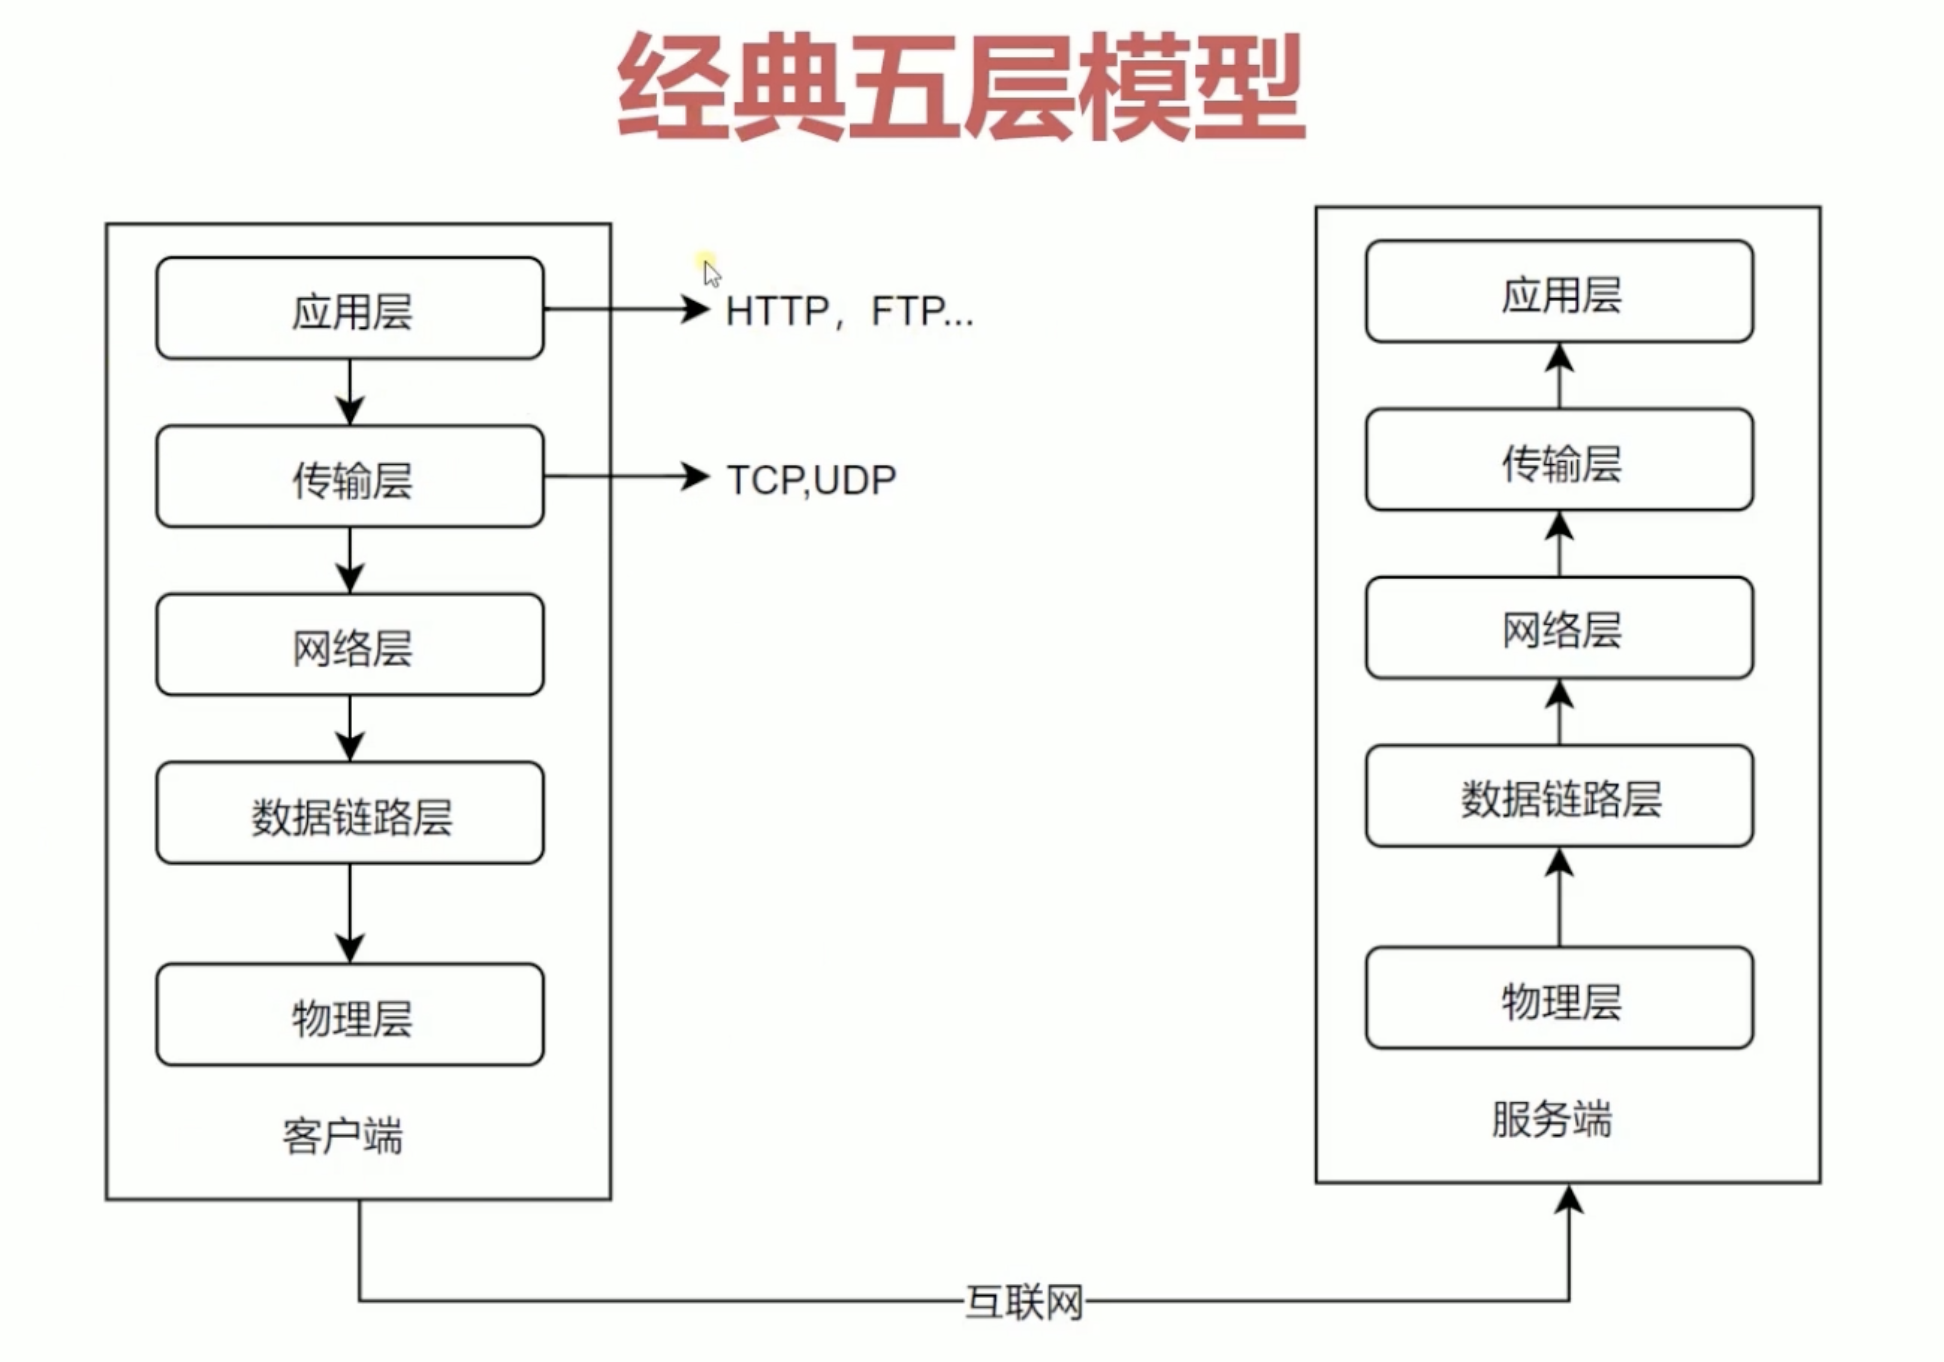 经典五层模型
应用层
HTTP，FTP...
传输层
TCP,UDP
网络层
数据链路层
物理层
客户端
应用层
传输层
网络层
数据链路层
物理层
服务端
互联网